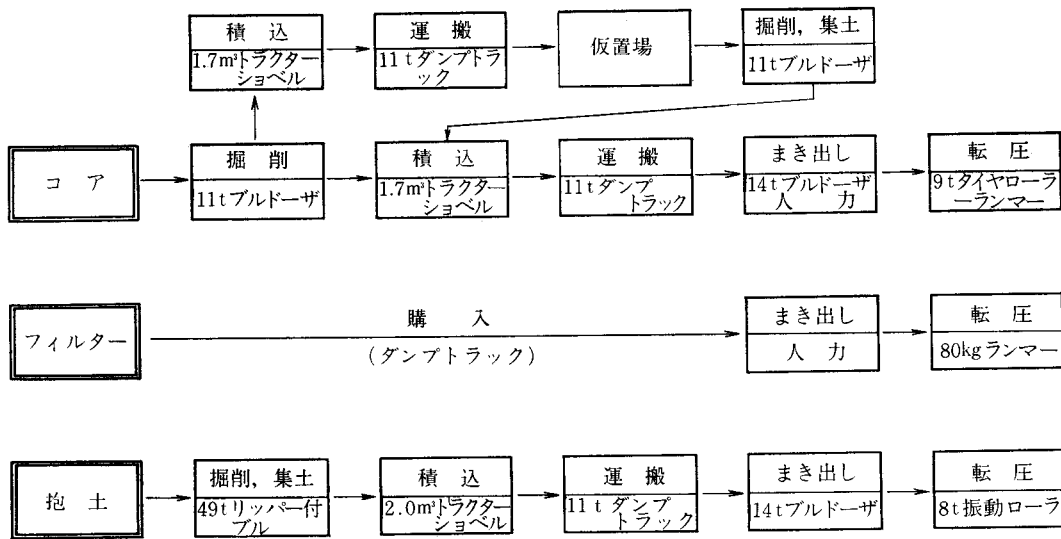 積込
1.7m³トラクター
ショベル
運搬
11tダンプトラ
ック
仮置場
掘削,集土
11tブルドーザ
コア
掘削
11tブルドーザ
積込
1.7m³トラクター
ショベル
運搬
11tダンプ
トラック
まき出し
14tブルドーザ
人力
転圧
9tタイヤローラ
ーランマー
フィルター
購入
(ダンプトラック)
まき出し
人力
転圧
80kgランマー
抱土
掘削,集土
49tリッパー付
ブル
積込
2.0m³トラクター
ショベル
運搬
11tダンプ
トラック
まき出し
14tブルドーザ
転圧
8t振動ローラ